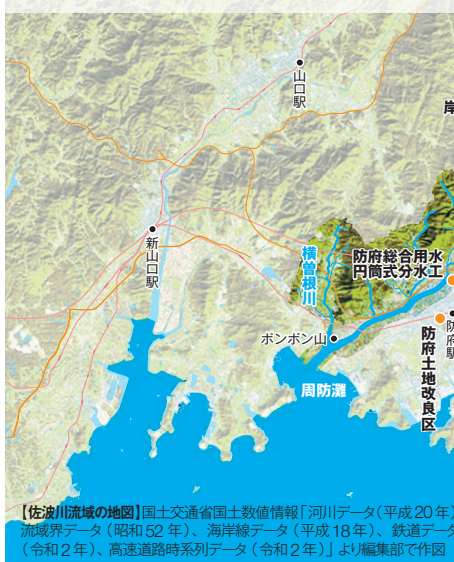 山口駅
岸
新山口駅
横曽根川
防府総合用水
円筒式分水工
ボンボン山
防府駅
防府土地改良区
周防灘
【佐波川流域の地図】国土交通省国土数値情報「河川データ（平成20年）
流域界データ（昭和52年）、海岸線データ（平成18年）、鉄道データ
（令和2年）、高速道路時系列データ（令和2年）」より編集部で作図